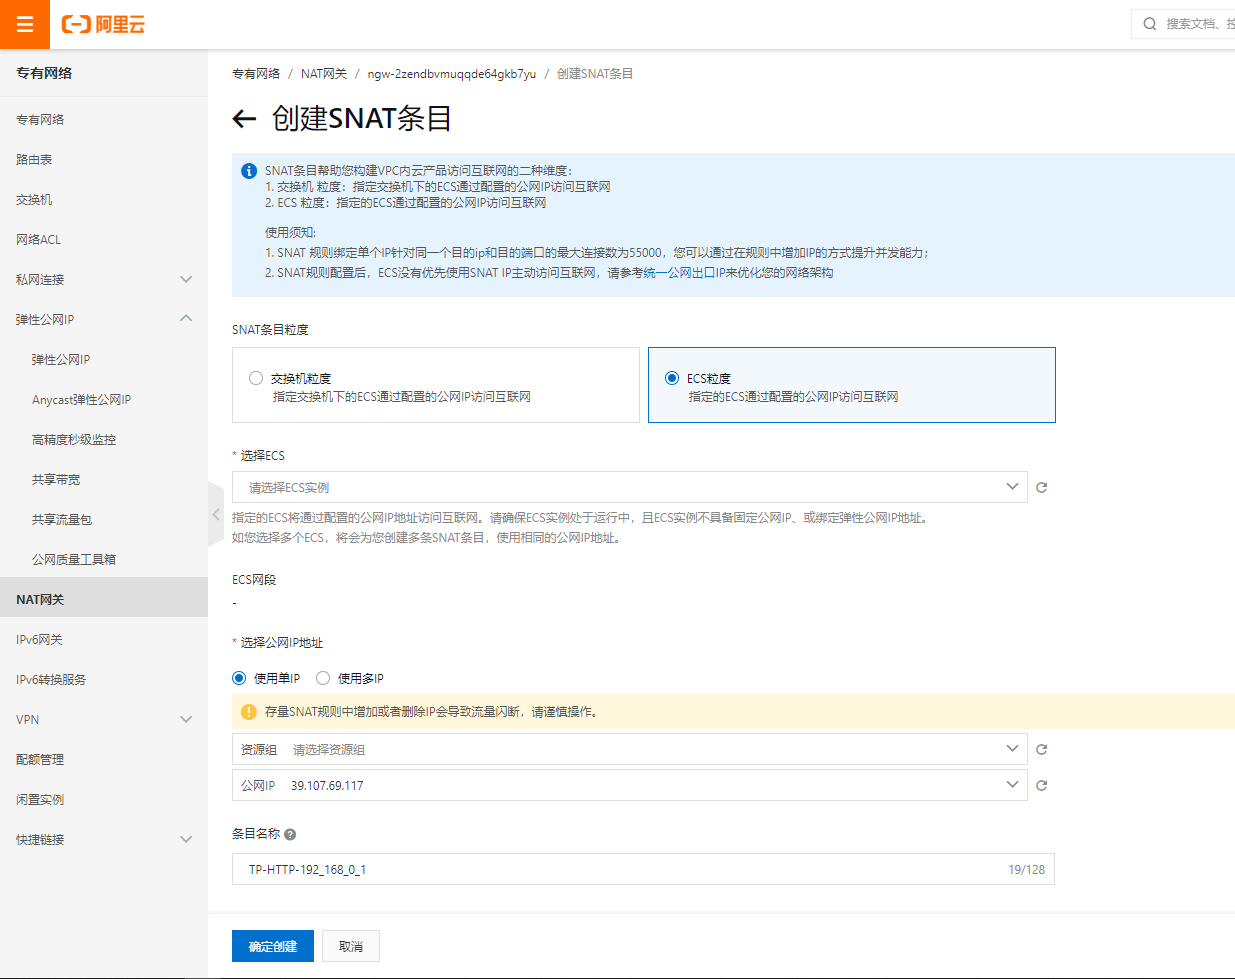 阿里云
搜索文档、控
专有网络
专有网络
路由表
交换机
网络ACL
私网连接
弹性公网IP
弹性公网IP
Anycast弹性公网IP
高精度秒级监控
共享带宽
共享流量包
公网质量工具箱
NAT网关
IPv6网关
IPv6转换服务
VPN
配额管理
闲置实例
快捷链接
专有网络 / NAT网关 / ngw-2zendbvmuqqde64gkb7yu / 创建SNAT条目
创建SNAT条目
SNAT条目帮助您构建VPC内云产品访问互联网的二种维度：
1. 交换机 粒度：指定交换机下的ECS通过配置的公网IP访问互联网
2. ECS 粒度：指定的ECS通过配置的公网IP访问互联网
使用须知:
1. SNAT 规则绑定单个IP针对同一个目的ip和目的端口的最大连接数为55000，您可以通过在规则中增加IP的方式提升并发能力；
2. SNAT规则配置后，ECS没有优先使用SNAT IP主动访问互联网，请参考统一公网出口IP来优化您的网络架构
SNAT条目粒度
交换机粒度
指定交换机下的ECS通过配置的公网IP访问互联网
ECS粒度
指定的ECS通过配置的公网IP访问互联网
* 选择ECS
请选择ECS实例
指定的ECS将通过配置的公网IP地址访问互联网。请确保ECS实例处于运行中，且ECS实例不具备固定公网IP、或绑定弹性公网IP地址。
如您选择多个ECS，将会为您创建多条SNAT条目，使用相同的公网IP地址。
ECS网段
-
* 选择公网IP地址
使用单IP 使用多IP
存量SNAT规则中增加或者删除IP会导致流量闪断，请谨慎操作。
资源组 请选择资源组
公网IP 39.107.69.117
条目名称
TP-HTTP-192_168_0_1 19/128
确定创建 取消